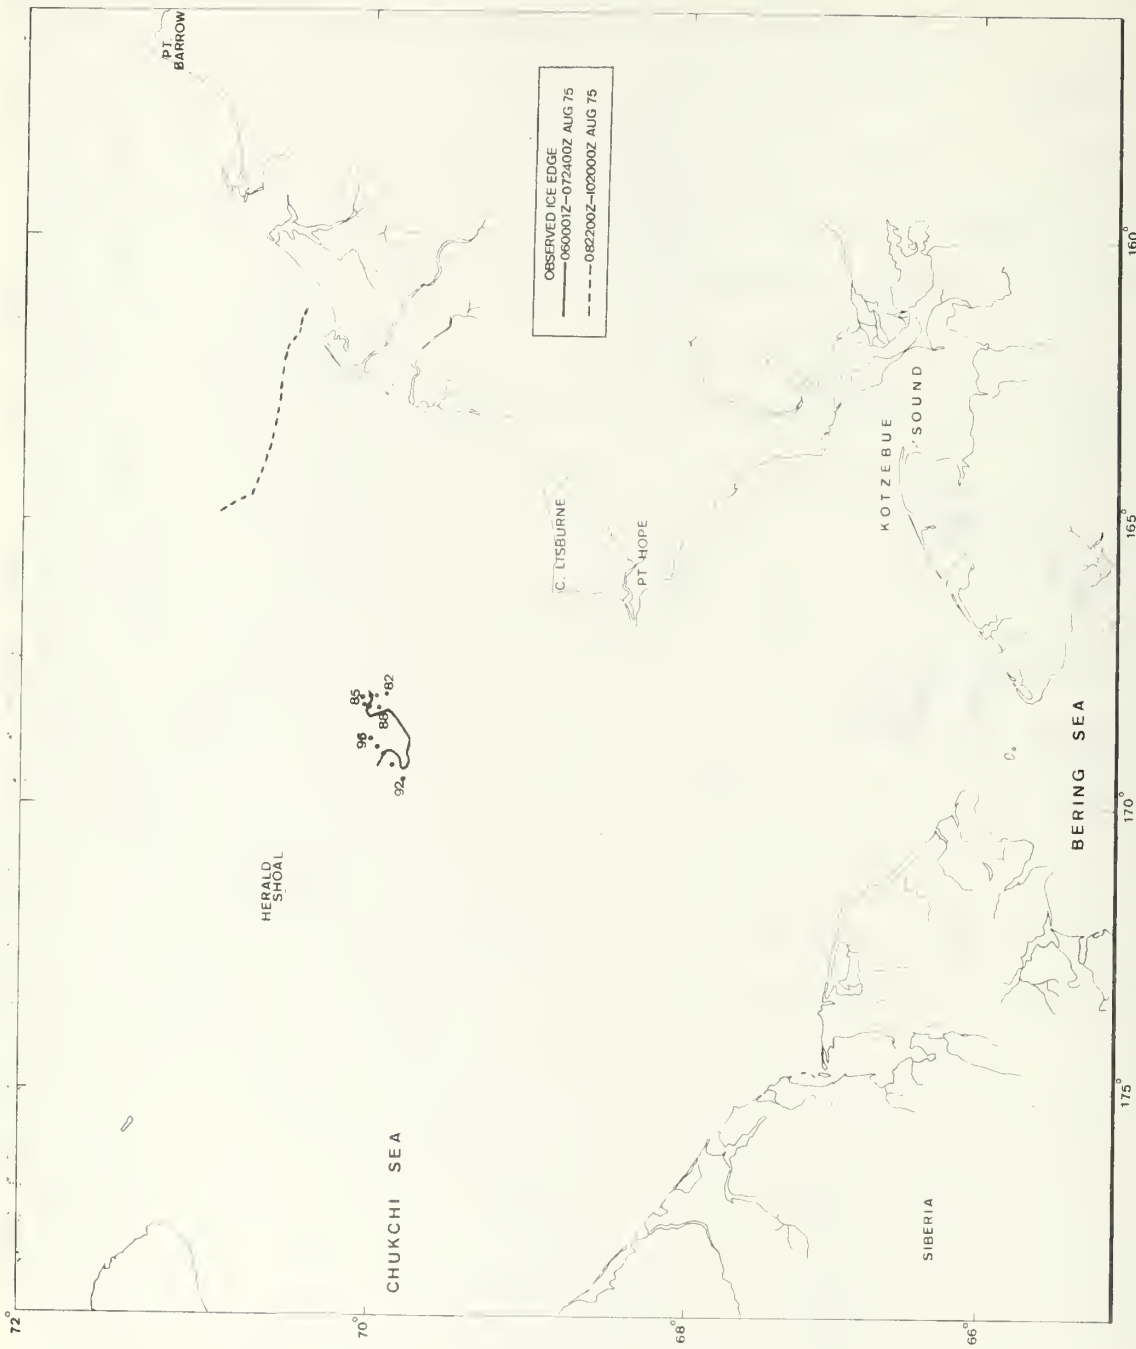 PT.
BARROW
OBSERVED ICE EDGE
060001Z-072400Z AUG 75
082200Z-102000Z AUG 75
HERALD
SHOAL
85
82
88
96
92
C. LISBURNE
PT. HOPE
KOTZEBUE
SOUND
CHUKCHI SEA
BERING SEA
SIBERIA
72°
70°
68°
66°
175°
170°
165°
160°